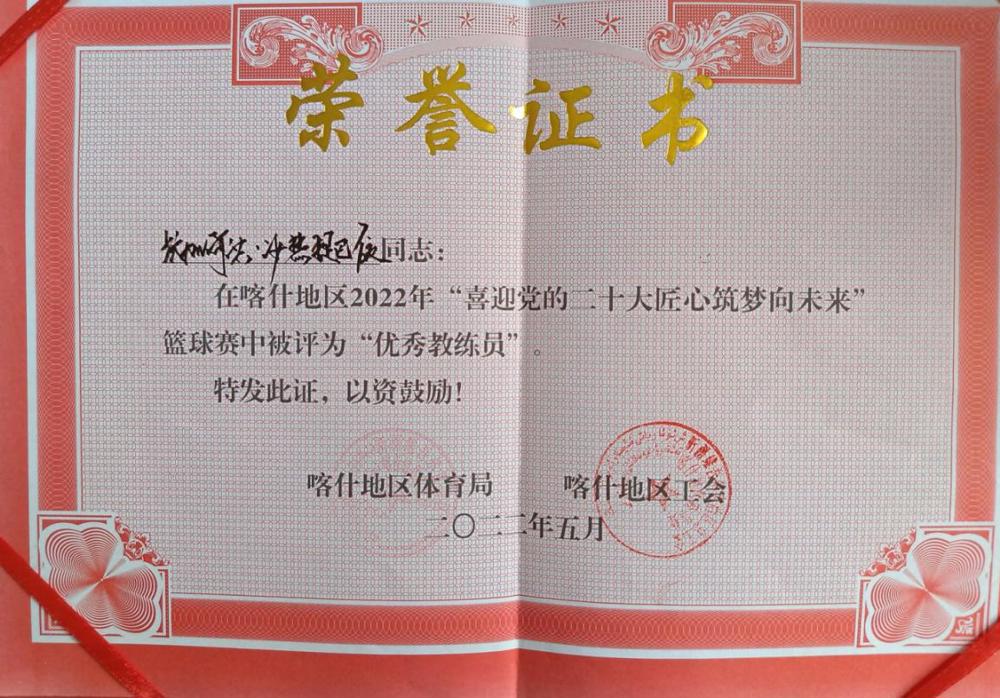 荣誉证书
同志：
在喀什地区2022年“喜迎党的二十大匠心筑梦向未来”
篮球赛中被评为“优秀教练员”。
特发此证，以资鼓励！
喀什地区体育局 喀什地区工会
二〇二二年五月